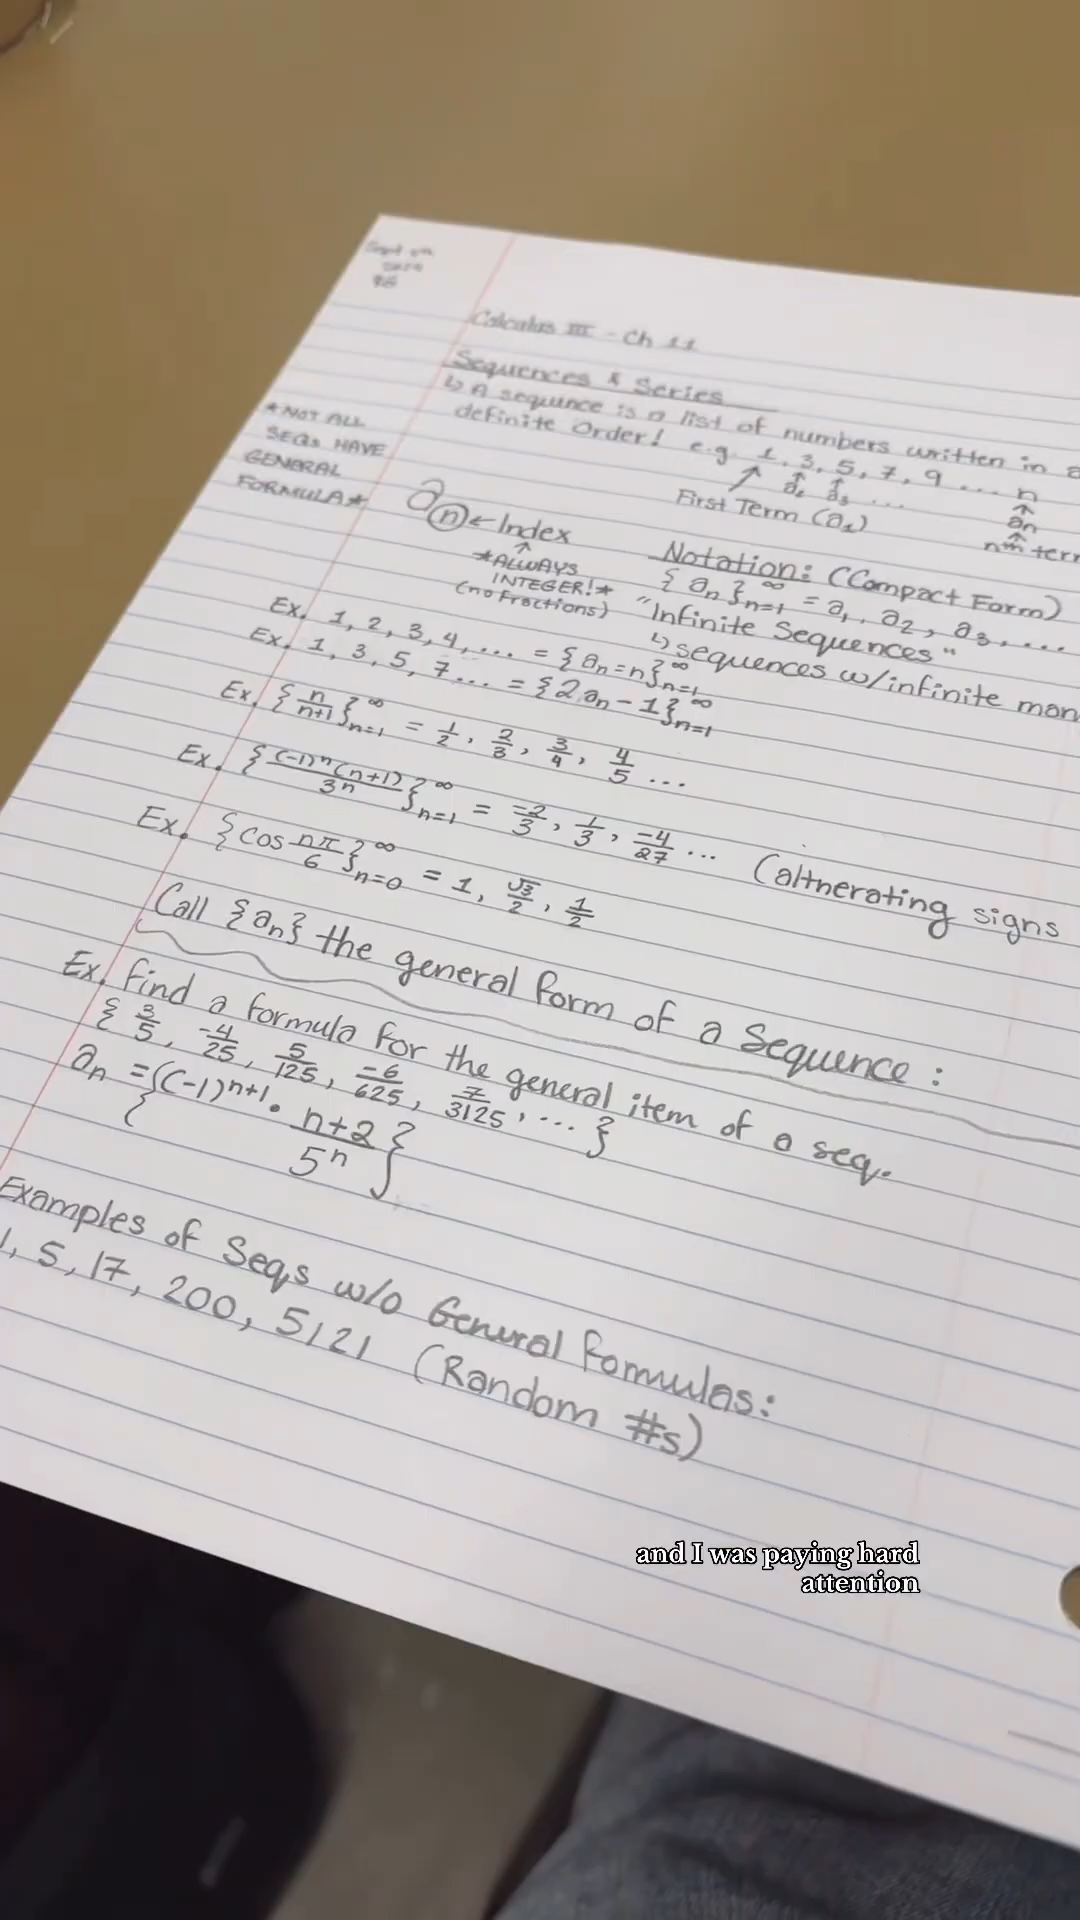 Calculus III - Ch 11
Sequences & Series
↳ A sequence is a list of numbers written in a
definite Order! e.g. 1, 3, 5, 7, 9 ... n
a₂ a₃ ... aₙ
First Term (a₁) nᵗʰ term
*NOT ALL
SEQs HAVE
GENERAL
FORMULA*
aₙ ← Index
↑
*ALWAYS
INTEGER!*
(no fractions)
Notation: (Compact Form)
{aₙ}ₙ₌₁^∞ = a₁, a₂, a₃, ...
"Infinite Sequences"
↳ sequences w/infinite man
Ex. 1, 2, 3, 4, ... = {aₙ = n}ₙ₌₁^∞
Ex. 1, 3, 5, 7 ... = {2aₙ - 1}ₙ₌₁^∞
Ex. {n/(n+1)}ₙ₌₁^∞ = 1/2, 2/3, 3/4, 4/5 ...
Ex. {(-1)ⁿ(n+1)/3ⁿ}ₙ₌₁^∞ = -2/3, 1/3, -4/27 ... (altnerating signs
Ex. {cos nπ/6}ₙ₌₀^∞ = 1, √3/2, 1/2
Call {aₙ} the general form of a Sequence:
Ex. Find a formula for the general item of a seq.
{3/5, -4/25, 5/125, -6/625, 7/3125, ...}
aₙ = {(-1)ⁿ⁺¹ · (n+2)/5ⁿ}
Examples of Seqs w/o General Fomulas:
1, 5, 17, 200, 5121 (Random #s)
and I was paying hard
attention